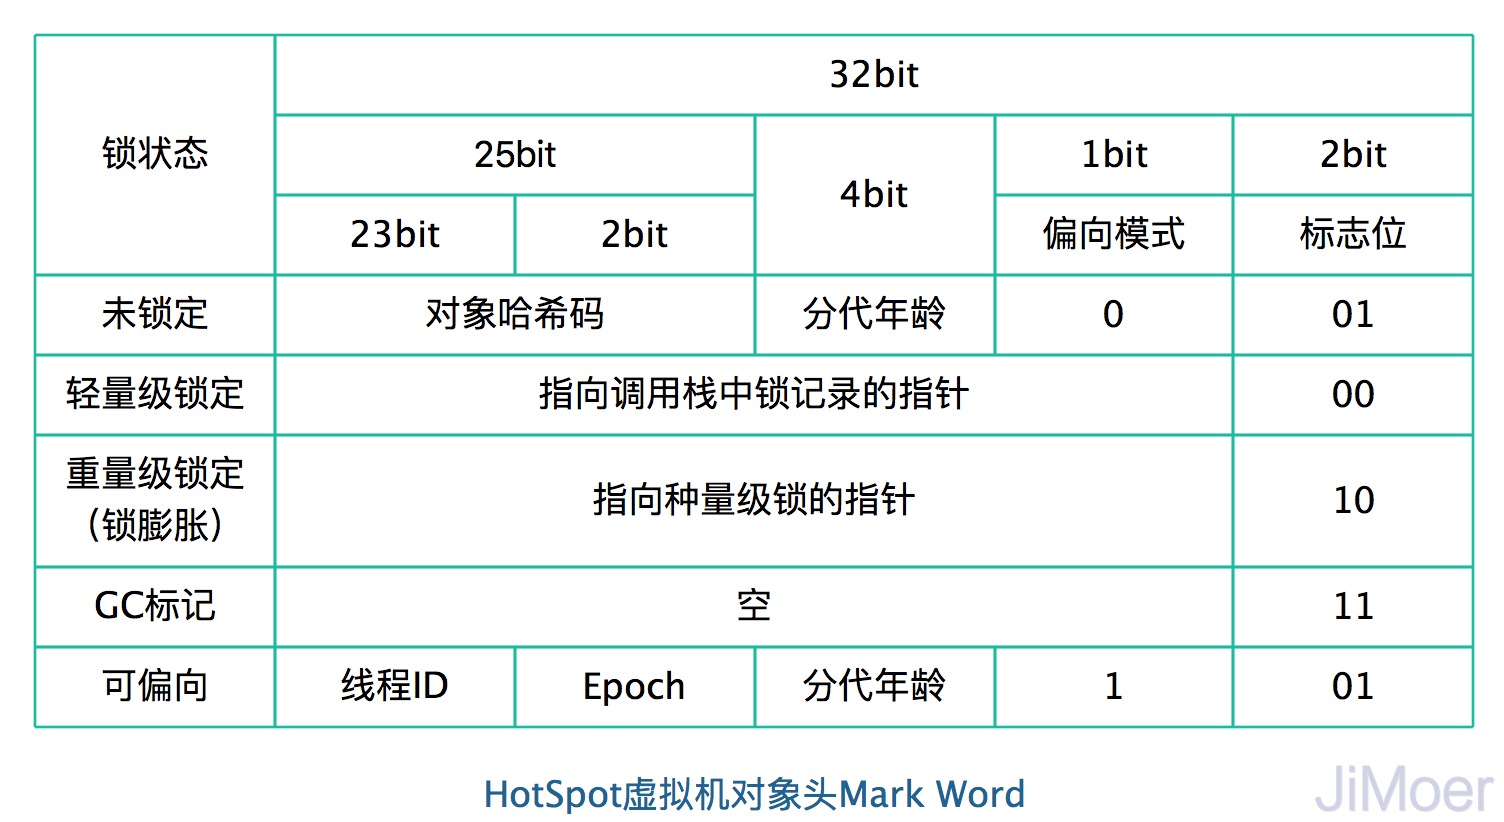 32bit
锁状态
25bit
4bit
1bit
2bit
23bit
2bit
偏向模式
标志位
未锁定
对象哈希码
分代年龄
0
01
轻量级锁定
指向调用栈中锁记录的指针
00
重量级锁定
（锁膨胀）
指向种量级锁的指针
10
GC标记
空
11
可偏向
线程ID
Epoch
分代年龄
1
01
HotSpot虚拟机对象头Mark Word
JiMoer